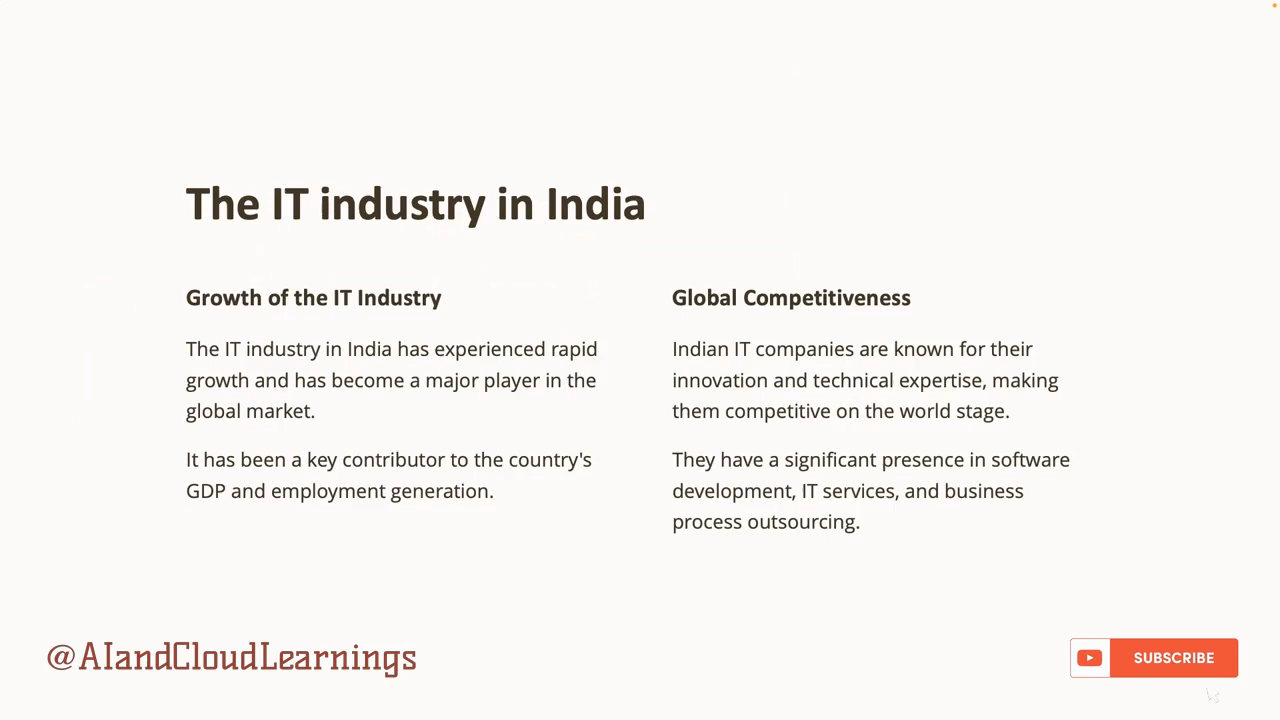 The IT industry in India
Growth of the IT Industry
The IT industry in India has experienced rapid
growth and has become a major player in the
global market.
It has been a key contributor to the country's
GDP and employment generation.
Global Competitiveness
Indian IT companies are known for their
innovation and technical expertise, making
them competitive on the world stage.
They have a significant presence in software
development, IT services, and business
process outsourcing.
@AIandCloudLearnings
SUBSCRIBE